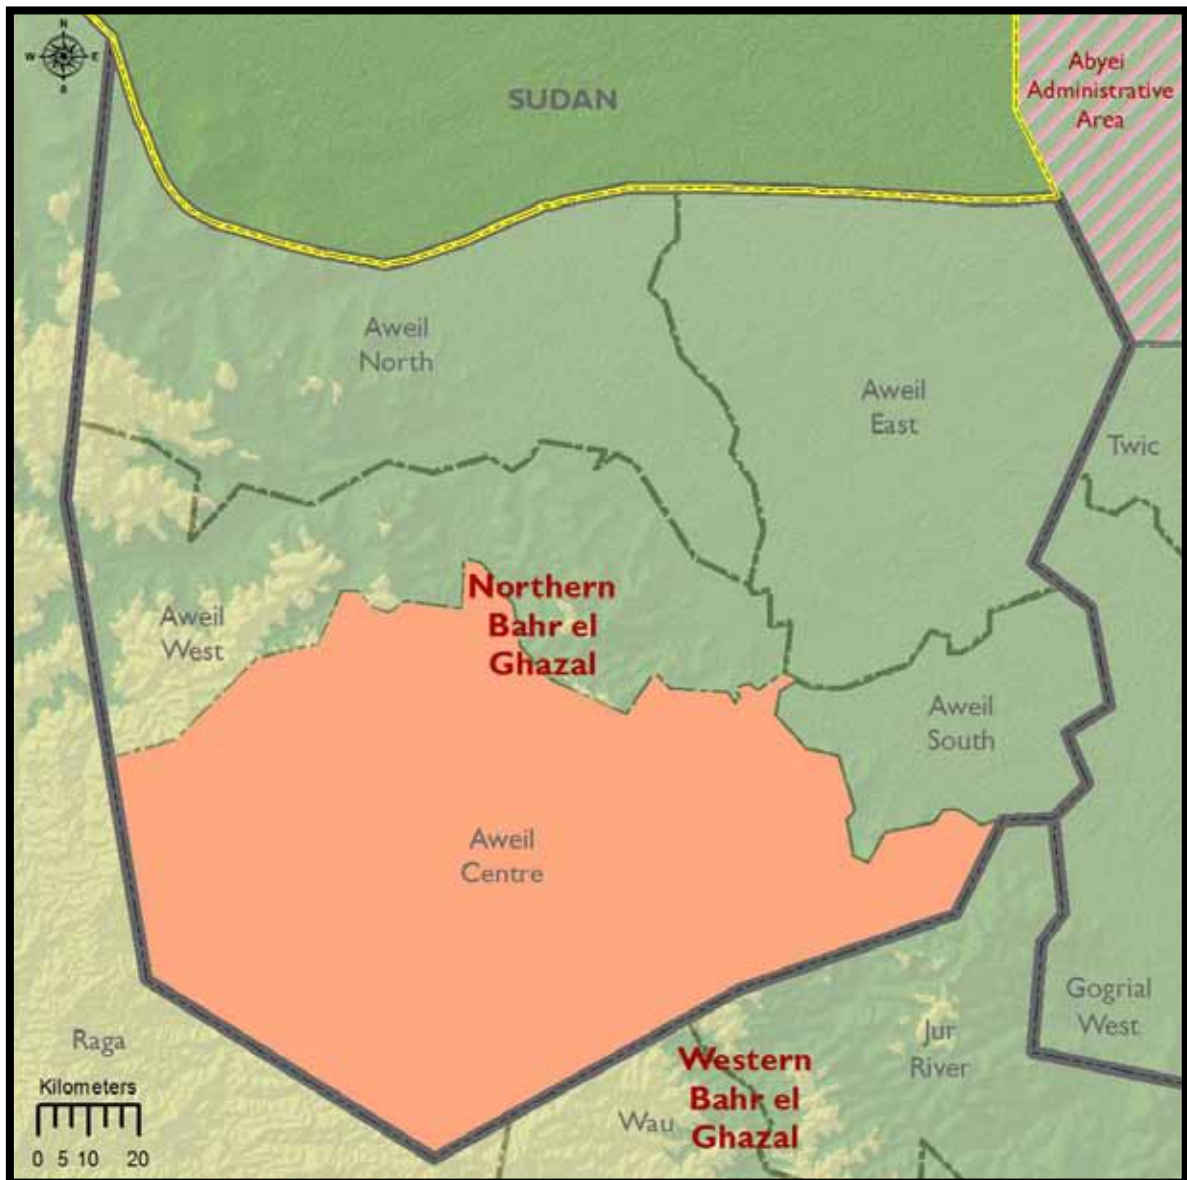 N
W E
S
SUDAN
Abyei
Administrative
Area
Aweil
North
Aweil
East
Twic
Northern
Bahr el
Ghazal
Aweil
West
Aweil
South
Aweil
Centre
Gogrial
West
Raga
Jur
River
Western
Bahr el
Ghazal
Wau
Kilometers
0 5 10 20